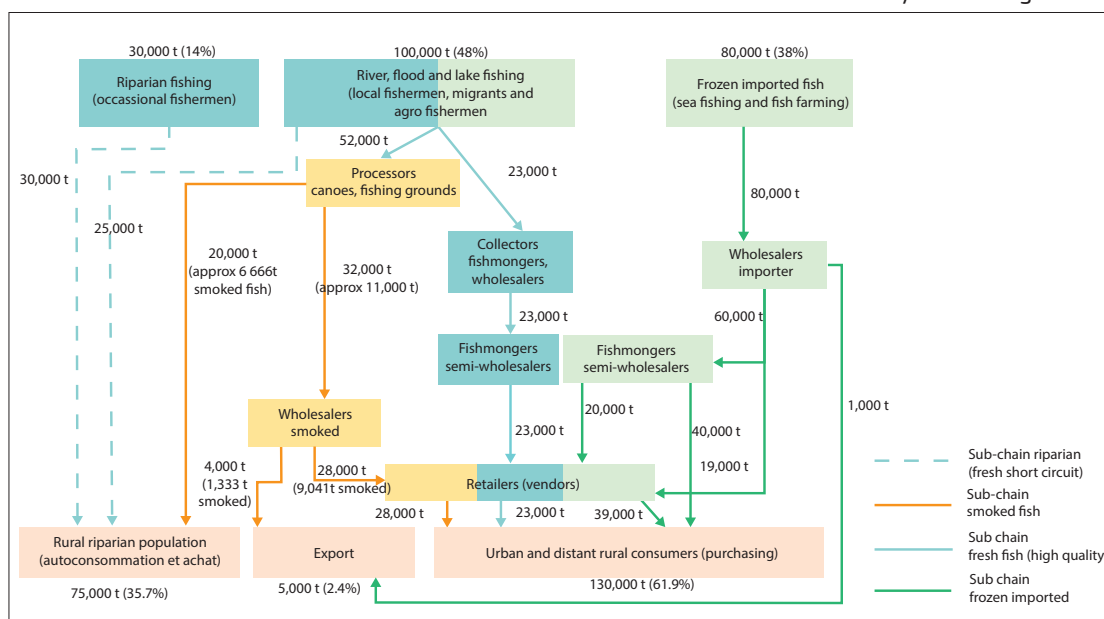 30,000 t (14%)
100,000 t (48%)
80,000 t (38%)
Riparian fishing
(occassional fishermen)
River, flood and lake fishing
(local fishermen, migrants and
agro fishermen
Frozen imported fish
(sea fishing and fish farming)
52,000 t
23,000 t
30,000 t
25,000 t
Processors
canoes, fishing grounds
80,000 t
20,000 t
(approx 6 666t
smoked fish)
32,000 t
(approx 11,000 t)
Collectors
fishmongers,
wholesalers
Wholesalers
importer
23,000 t
60,000 t
Fishmongers
semi-wholesalers
Fishmongers
semi-wholesalers
1,000 t
Wholesalers
smoked
23,000 t
20,000 t
40,000 t
19,000 t
4,000 t
(1,333 t
smoked)
28,000 t
(9,041t smoked)
Retailers (vendors)
28,000 t
23,000 t
39,000 t
Rural riparian population
(autoconsommation et achat)
Export
Urban and distant rural consumers (purchasing)
75,000 t (35.7%)
5,000 t (2.4%)
130,000 t (61.9%)
Sub-chain riparian
(fresh short circuit)
Sub-chain
smoked fish
Sub chain
fresh fish (high quality
Sub chain
frozen imported